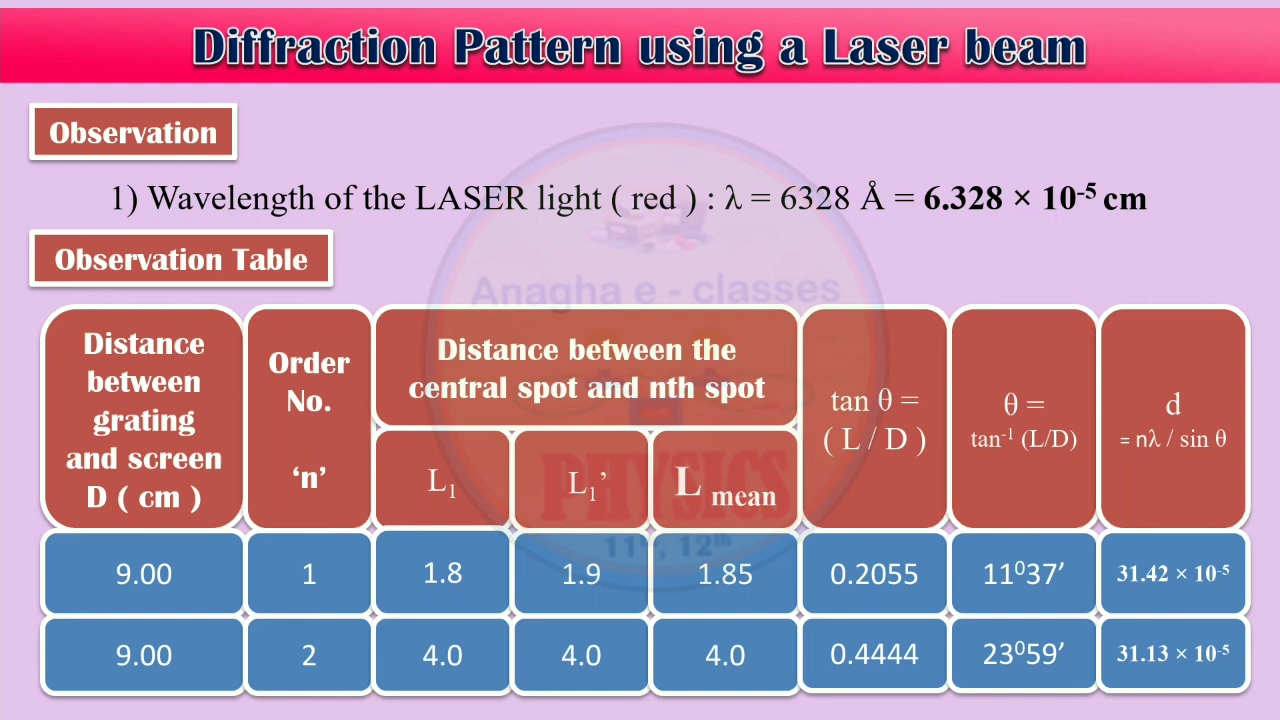 Diffraction Pattern using a Laser beam
Observation
1) Wavelength of the LASER light ( red ) : λ = 6328 Å = 6.328 × 10⁻⁵ cm
Observation Table
Anagha e - classes
Distance
between
grating
and screen
D ( cm )
Order
No.
‘n’
Distance between the
central spot and nth spot
L₁
L₁’
L mean
tan θ =
( L / D )
θ =
tan⁻¹ (L/D)
d
= nλ / sin θ
PHYSICS
11ᵗʰ, 12ᵗʰ
9.00 1 1.8 1.9 1.85 0.2055 11⁰37’ 31.42 × 10⁻⁵
9.00 2 4.0 4.0 4.0 0.4444 23⁰59’ 31.13 × 10⁻⁵